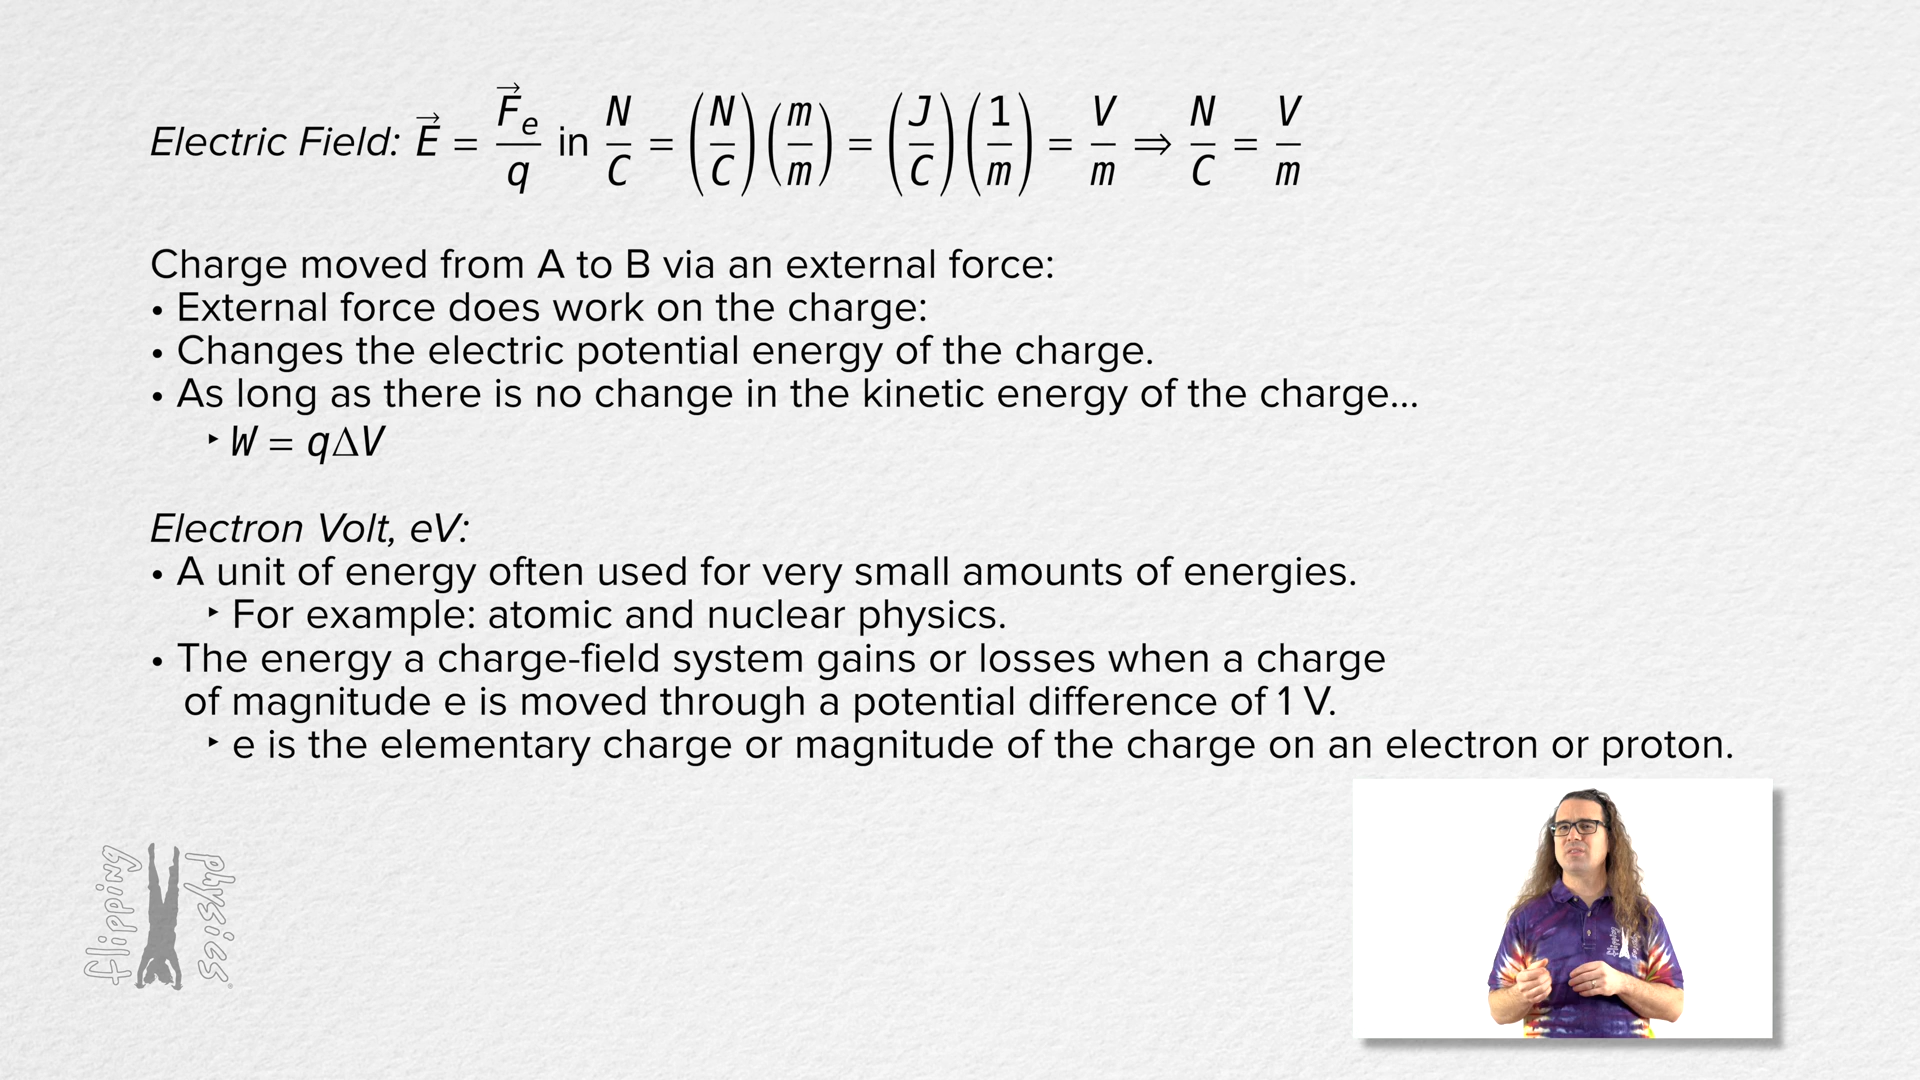 Electric Field: E⃗ = F⃗ₑ/q in N/C = (N/C)(m/m) = (J/C)(1/m) = V/m ⇒ N/C = V/m
Charge moved from A to B via an external force:
• External force does work on the charge:
• Changes the electric potential energy of the charge.
• As long as there is no change in the kinetic energy of the charge...
‣ W = qΔV
Electron Volt, eV:
• A unit of energy often used for very small amounts of energies.
‣ For example: atomic and nuclear physics.
• The energy a charge-field system gains or losses when a charge
of magnitude e is moved through a potential difference of 1 V.
‣ e is the elementary charge or magnitude of the charge on an electron or proton.
flipping
physics
flipping
physics